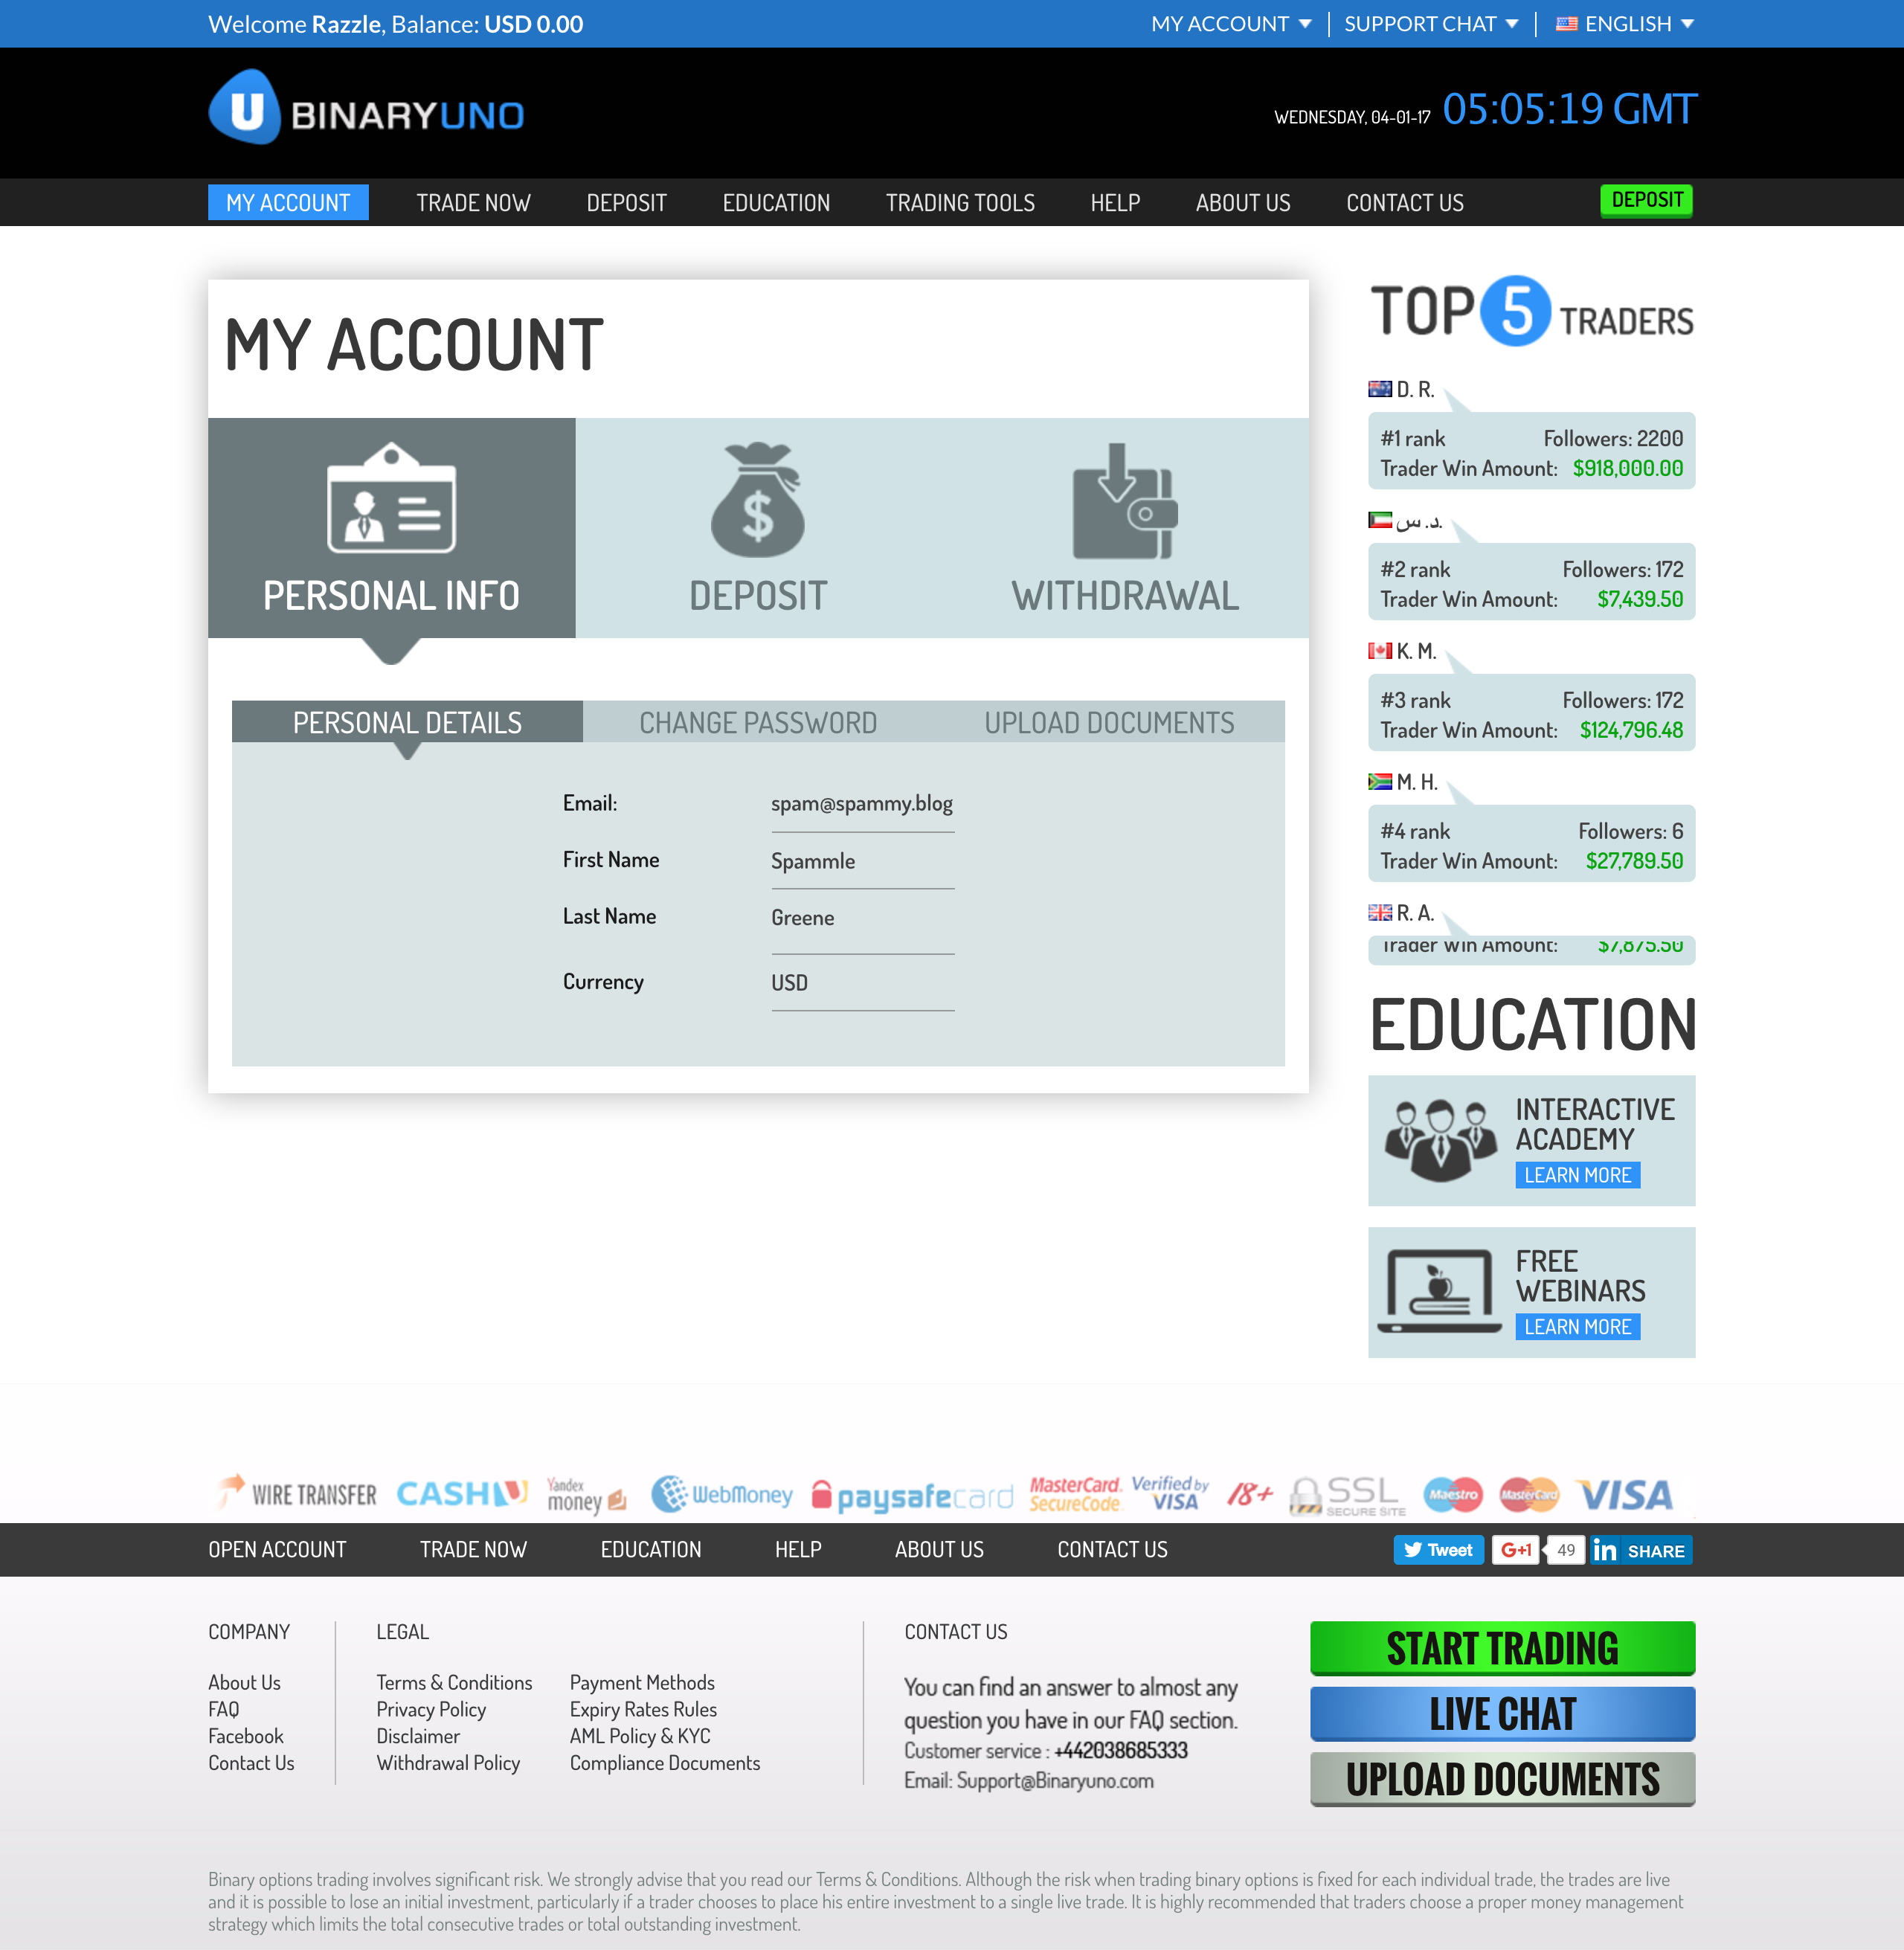 Welcome Razzle, Balance: USD 0.00
MY ACCOUNT
SUPPORT CHAT
ENGLISH
U BINARYUNO
WEDNESDAY, 04-01-17 05:05:19 GMT
MY ACCOUNT
TRADE NOW
DEPOSIT
EDUCATION
TRADING TOOLS
HELP
ABOUT US
CONTACT US
DEPOSIT
MY ACCOUNT
$
PERSONAL INFO
DEPOSIT
WITHDRAWAL
PERSONAL DETAILS
CHANGE PASSWORD
UPLOAD DOCUMENTS
Email: spam@spammy.blog
First Name Spammle
Last Name Greene
Currency USD
TOP 5 TRADERS
D. R.
#1 rank Followers: 2200
Trader Win Amount: $918,000.00
د. س.
#2 rank Followers: 172
Trader Win Amount: $7,439.50
K. M.
#3 rank Followers: 172
Trader Win Amount: $124,796.48
M. H.
#4 rank Followers: 6
Trader Win Amount: $27,789.50
R. A.
Trader Win Amount: $7,875.50
EDUCATION
INTERACTIVE
ACADEMY
LEARN MORE
FREE
WEBINARS
LEARN MORE
WIRE TRANSFER
CASHU
Yandex
money
WebMoney
paysafecard
MasterCard.
SecureCode.
Verified by
VISA
18+
SSL
SECURE SITE
Maestro
MasterCard
VISA
OPEN ACCOUNT
TRADE NOW
EDUCATION
HELP
ABOUT US
CONTACT US
Tweet
G+1
49
in SHARE
COMPANY
About Us
FAQ
Facebook
Contact Us
LEGAL
Terms & Conditions
Privacy Policy
Disclaimer
Withdrawal Policy
Payment Methods
Expiry Rates Rules
AML Policy & KYC
Compliance Documents
CONTACT US
You can find an answer to almost any
question you have in our FAQ section.
Customer service : +442038685333
Email: Support@Binaryuno.com
START TRADING
LIVE CHAT
UPLOAD DOCUMENTS
Binary options trading involves significant risk. We strongly advise that you read our Terms & Conditions. Although the risk when trading binary options is fixed for each individual trade, the trades are live
and it is possible to lose an initial investment, particularly if a trader chooses to place his entire investment to a single live trade. It is highly recommended that traders choose a proper money management
strategy which limits the total consecutive trades or total outstanding investment.